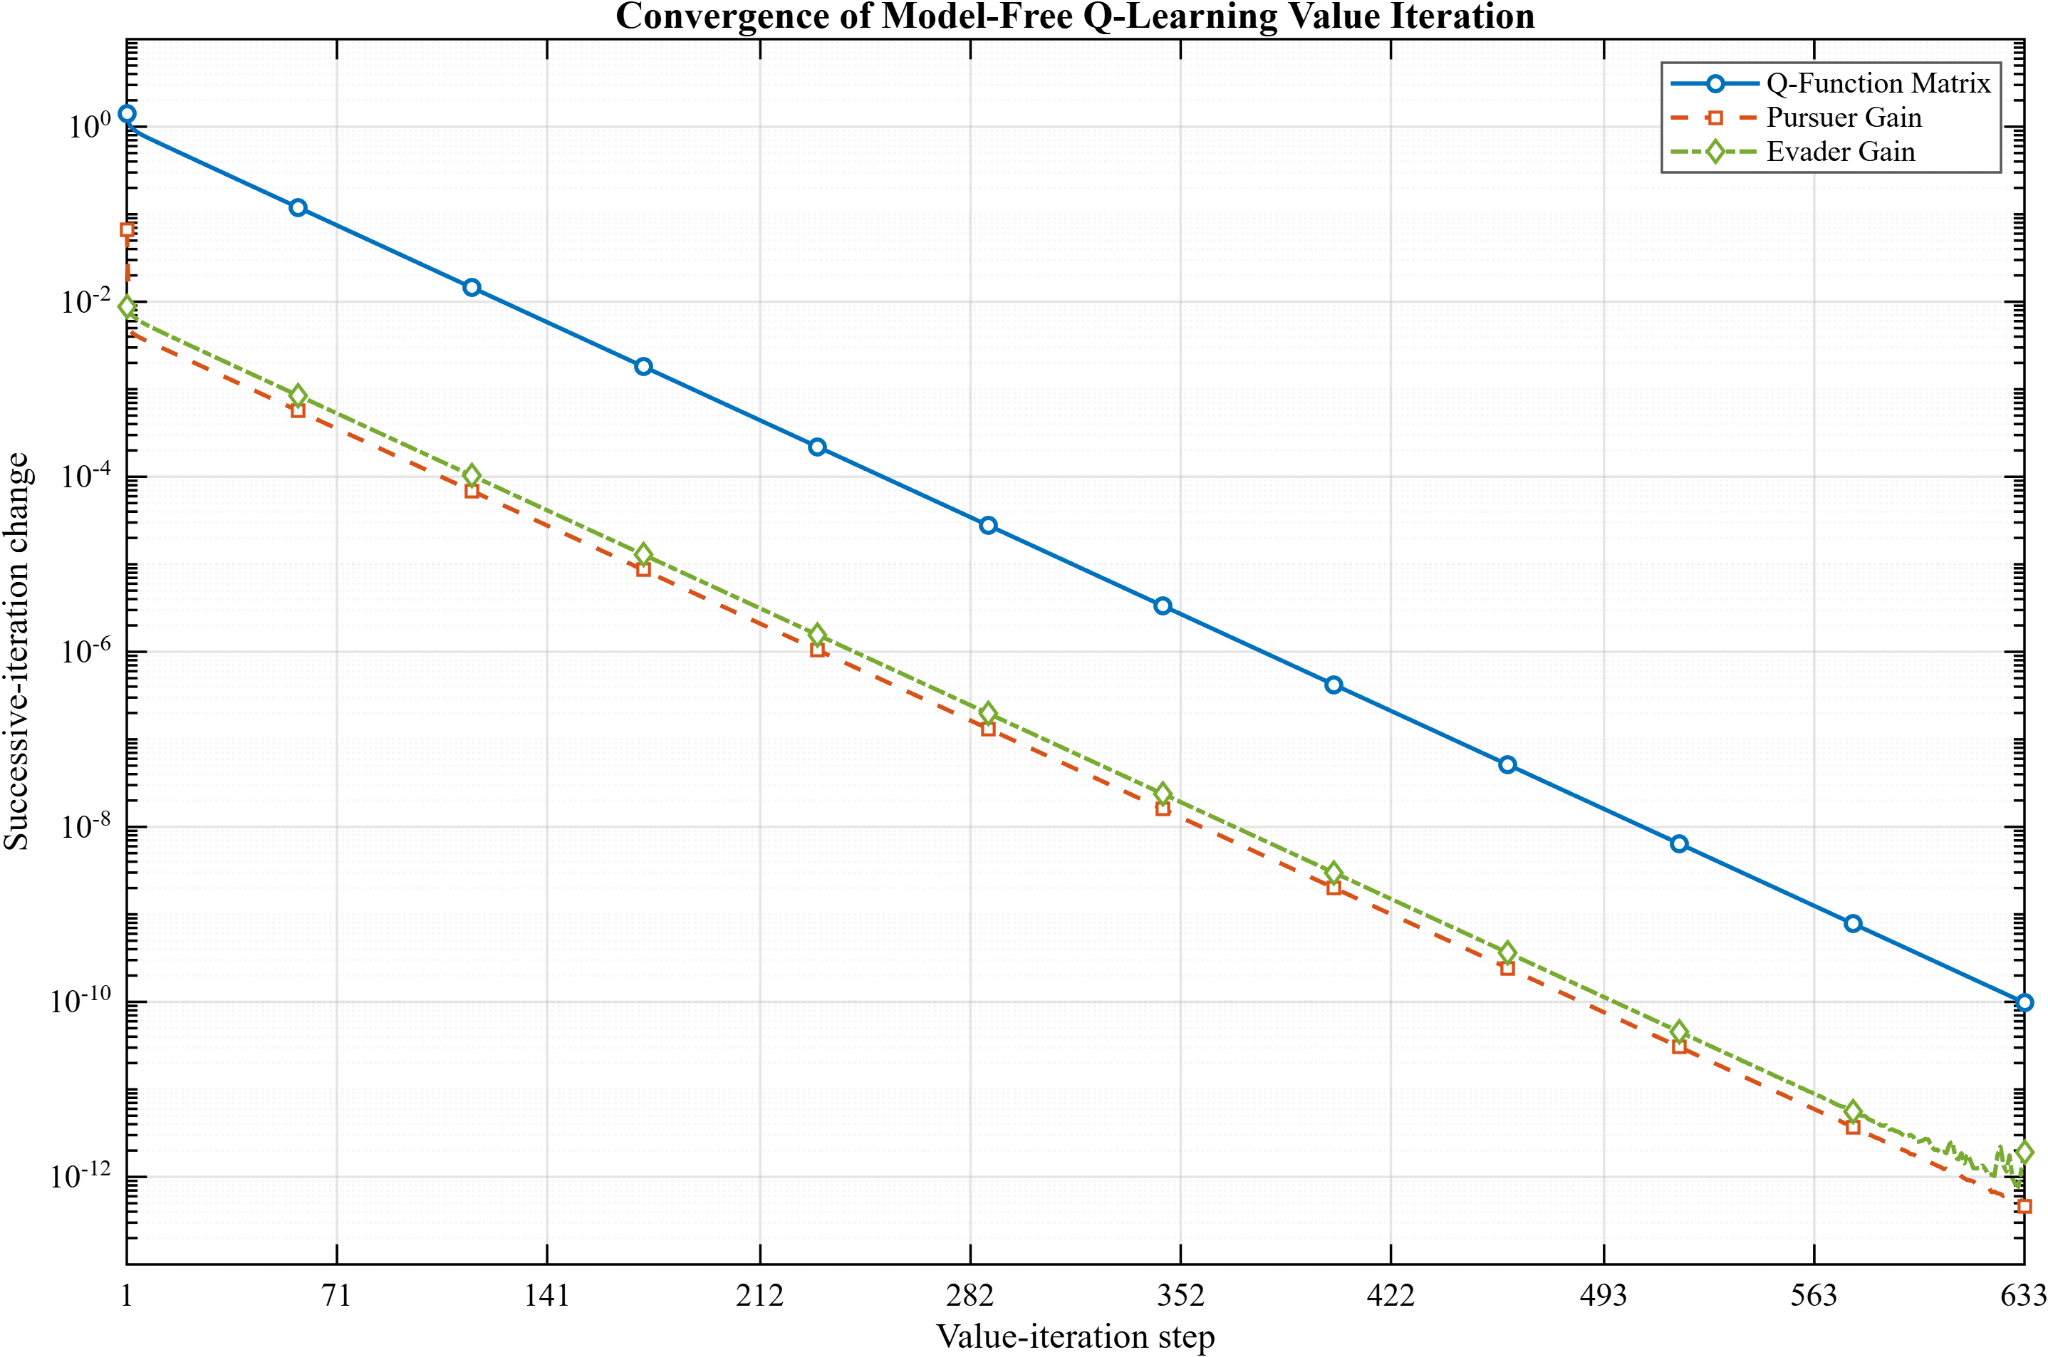 Convergence of Model-Free Q-Learning Value Iteration
Q-Function Matrix
Pursuer Gain
Evader Gain
10^0
10^-2
10^-4
10^-6
10^-8
10^-10
10^-12
Successive-iteration change
1 71 141 212 282 352 422 493 563 633
Value-iteration step